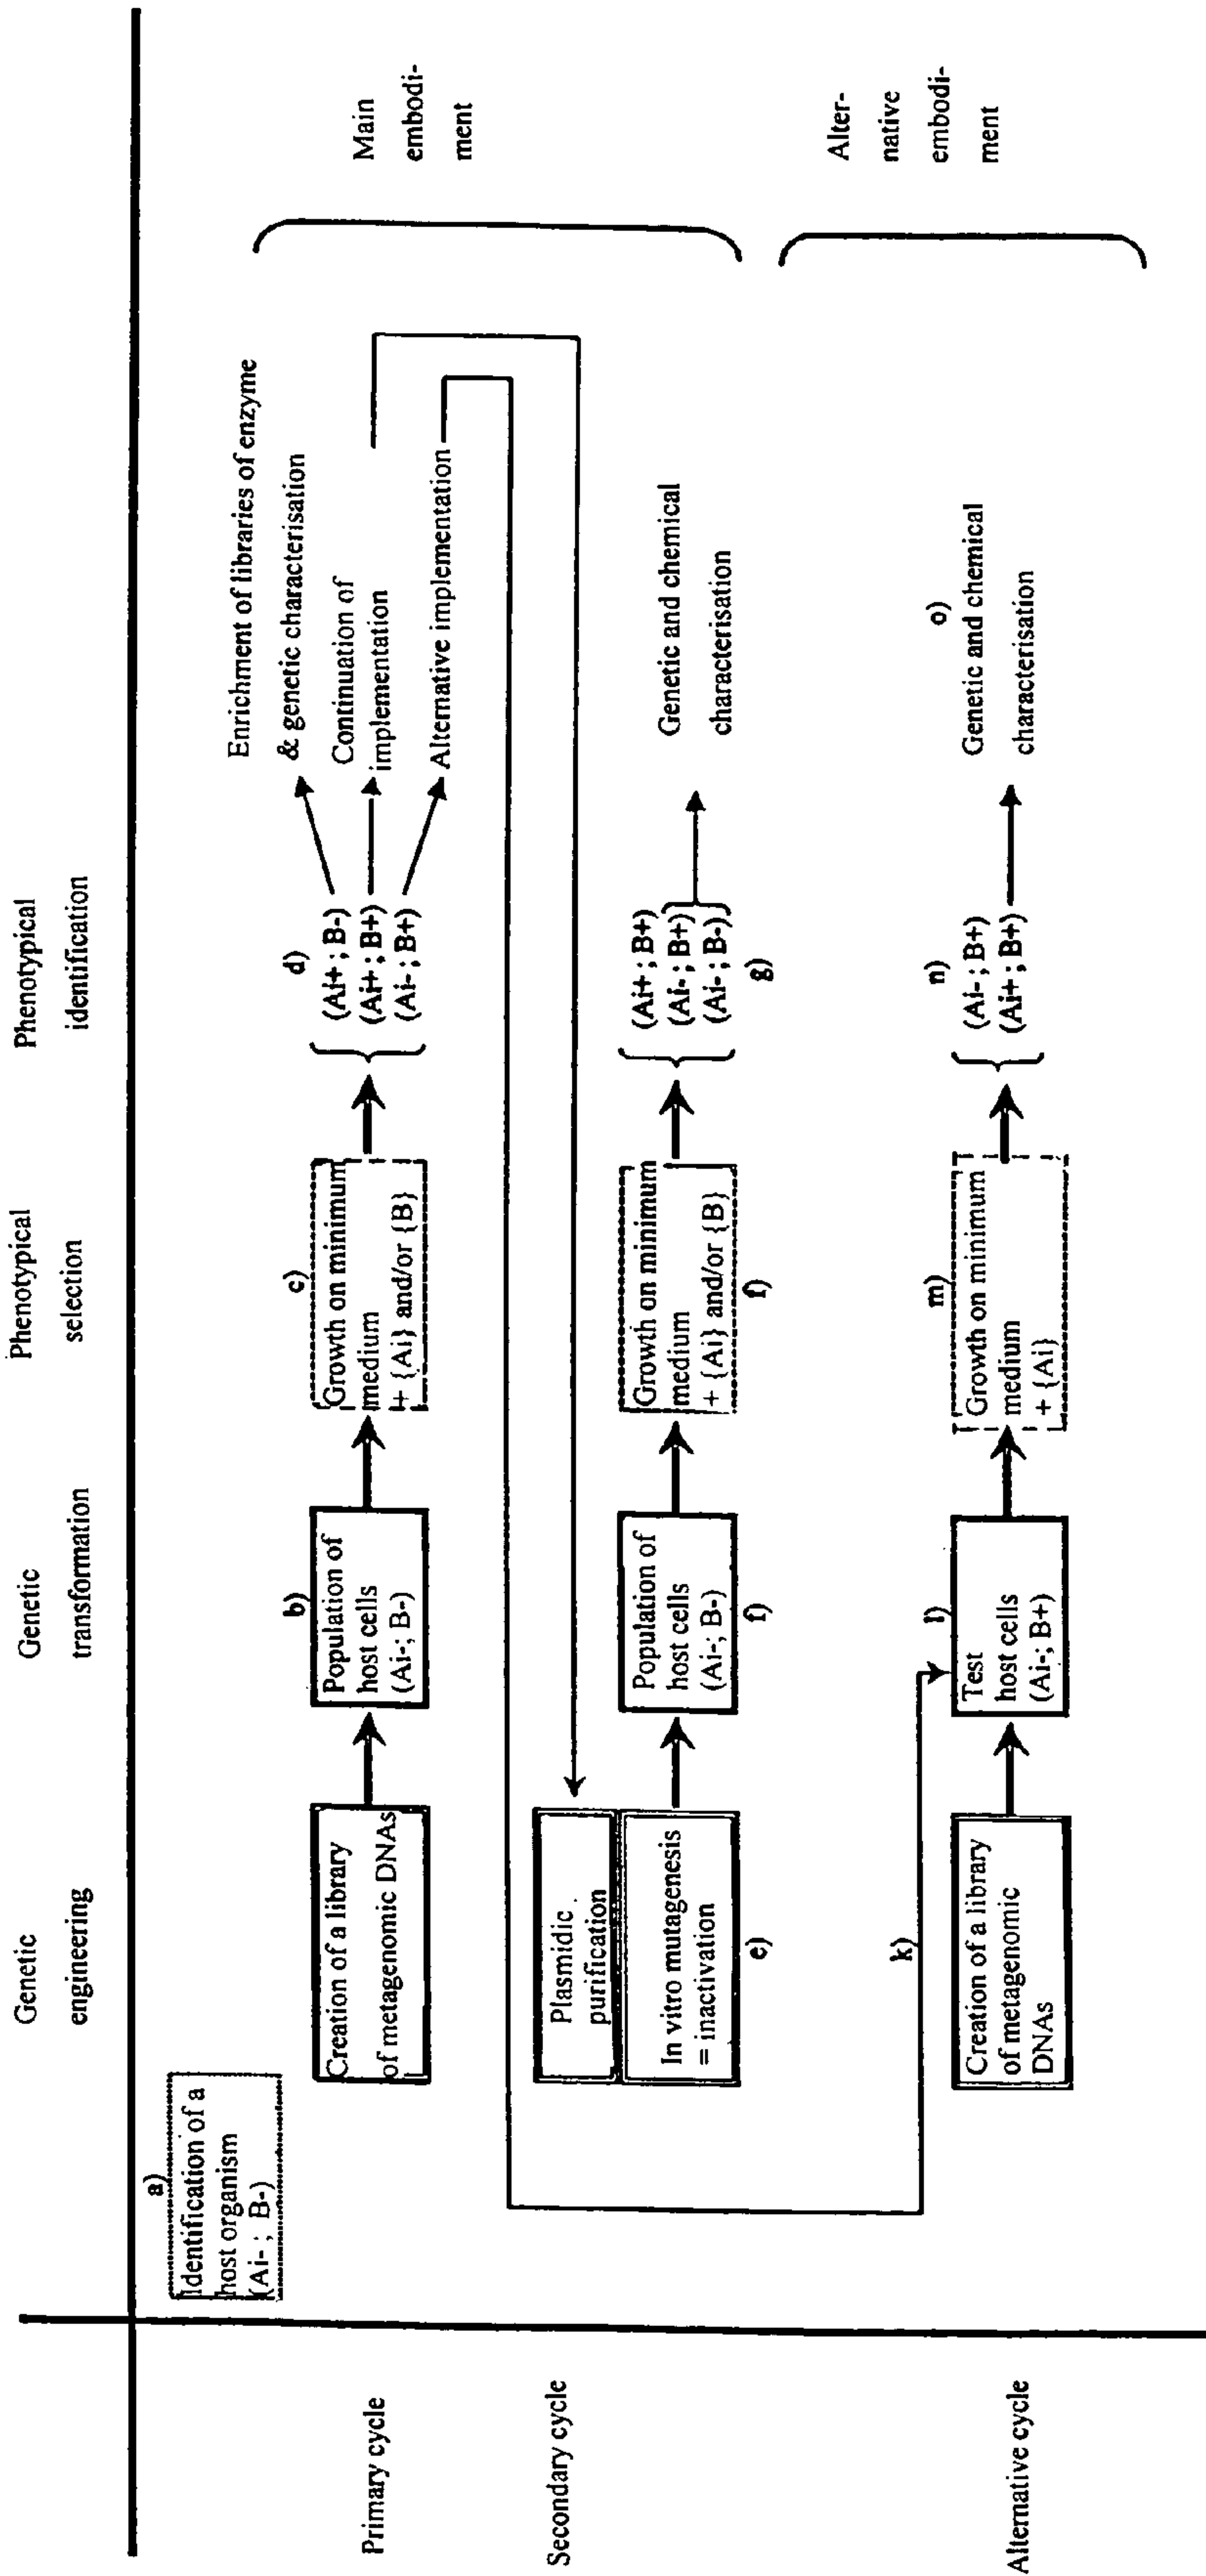 Genetic
engineering
Genetic
transformation
Phenotypical
selection
Phenotypical
identification
Primary cycle
a)
Identification of a
host organism
(Ai- ; B-)
Creation of a library
of metagenomic DNAs
b)
Population of
host cells
(Ai-; B-)
c)
Growth on minimum
medium
+ {Ai} and/or {B}
d)
(Ai+ ; B-)
(Ai+ ; B+)
(Ai- ; B+)
Enrichment of libraries of enzyme
& genetic characterisation
Continuation of
implementation
Alternative implementation
Main
embodi-
ment
Secondary cycle
Plasmidic
purification
In vitro mutagenesis
= inactivation
e)
Population of
host cells
(Ai-; B-)
f)
Growth on minimum
medium
+ {Ai} and/or {B}
f)
(Ai+ ; B+)
(Ai- ; B+)
(Ai- ; B-)
g)
Genetic and chemical
characterisation
Alternative cycle
k)
Creation of a library
of metagenomic
DNAs
l)
Test
host cells
(Ai-; B+)
m)
Growth on minimum
medium
+ {Ai}
n)
(Ai- ; B+)
(Ai+ ; B+)
o)
Genetic and chemical
characterisation
Alter-
native
embodi-
ment